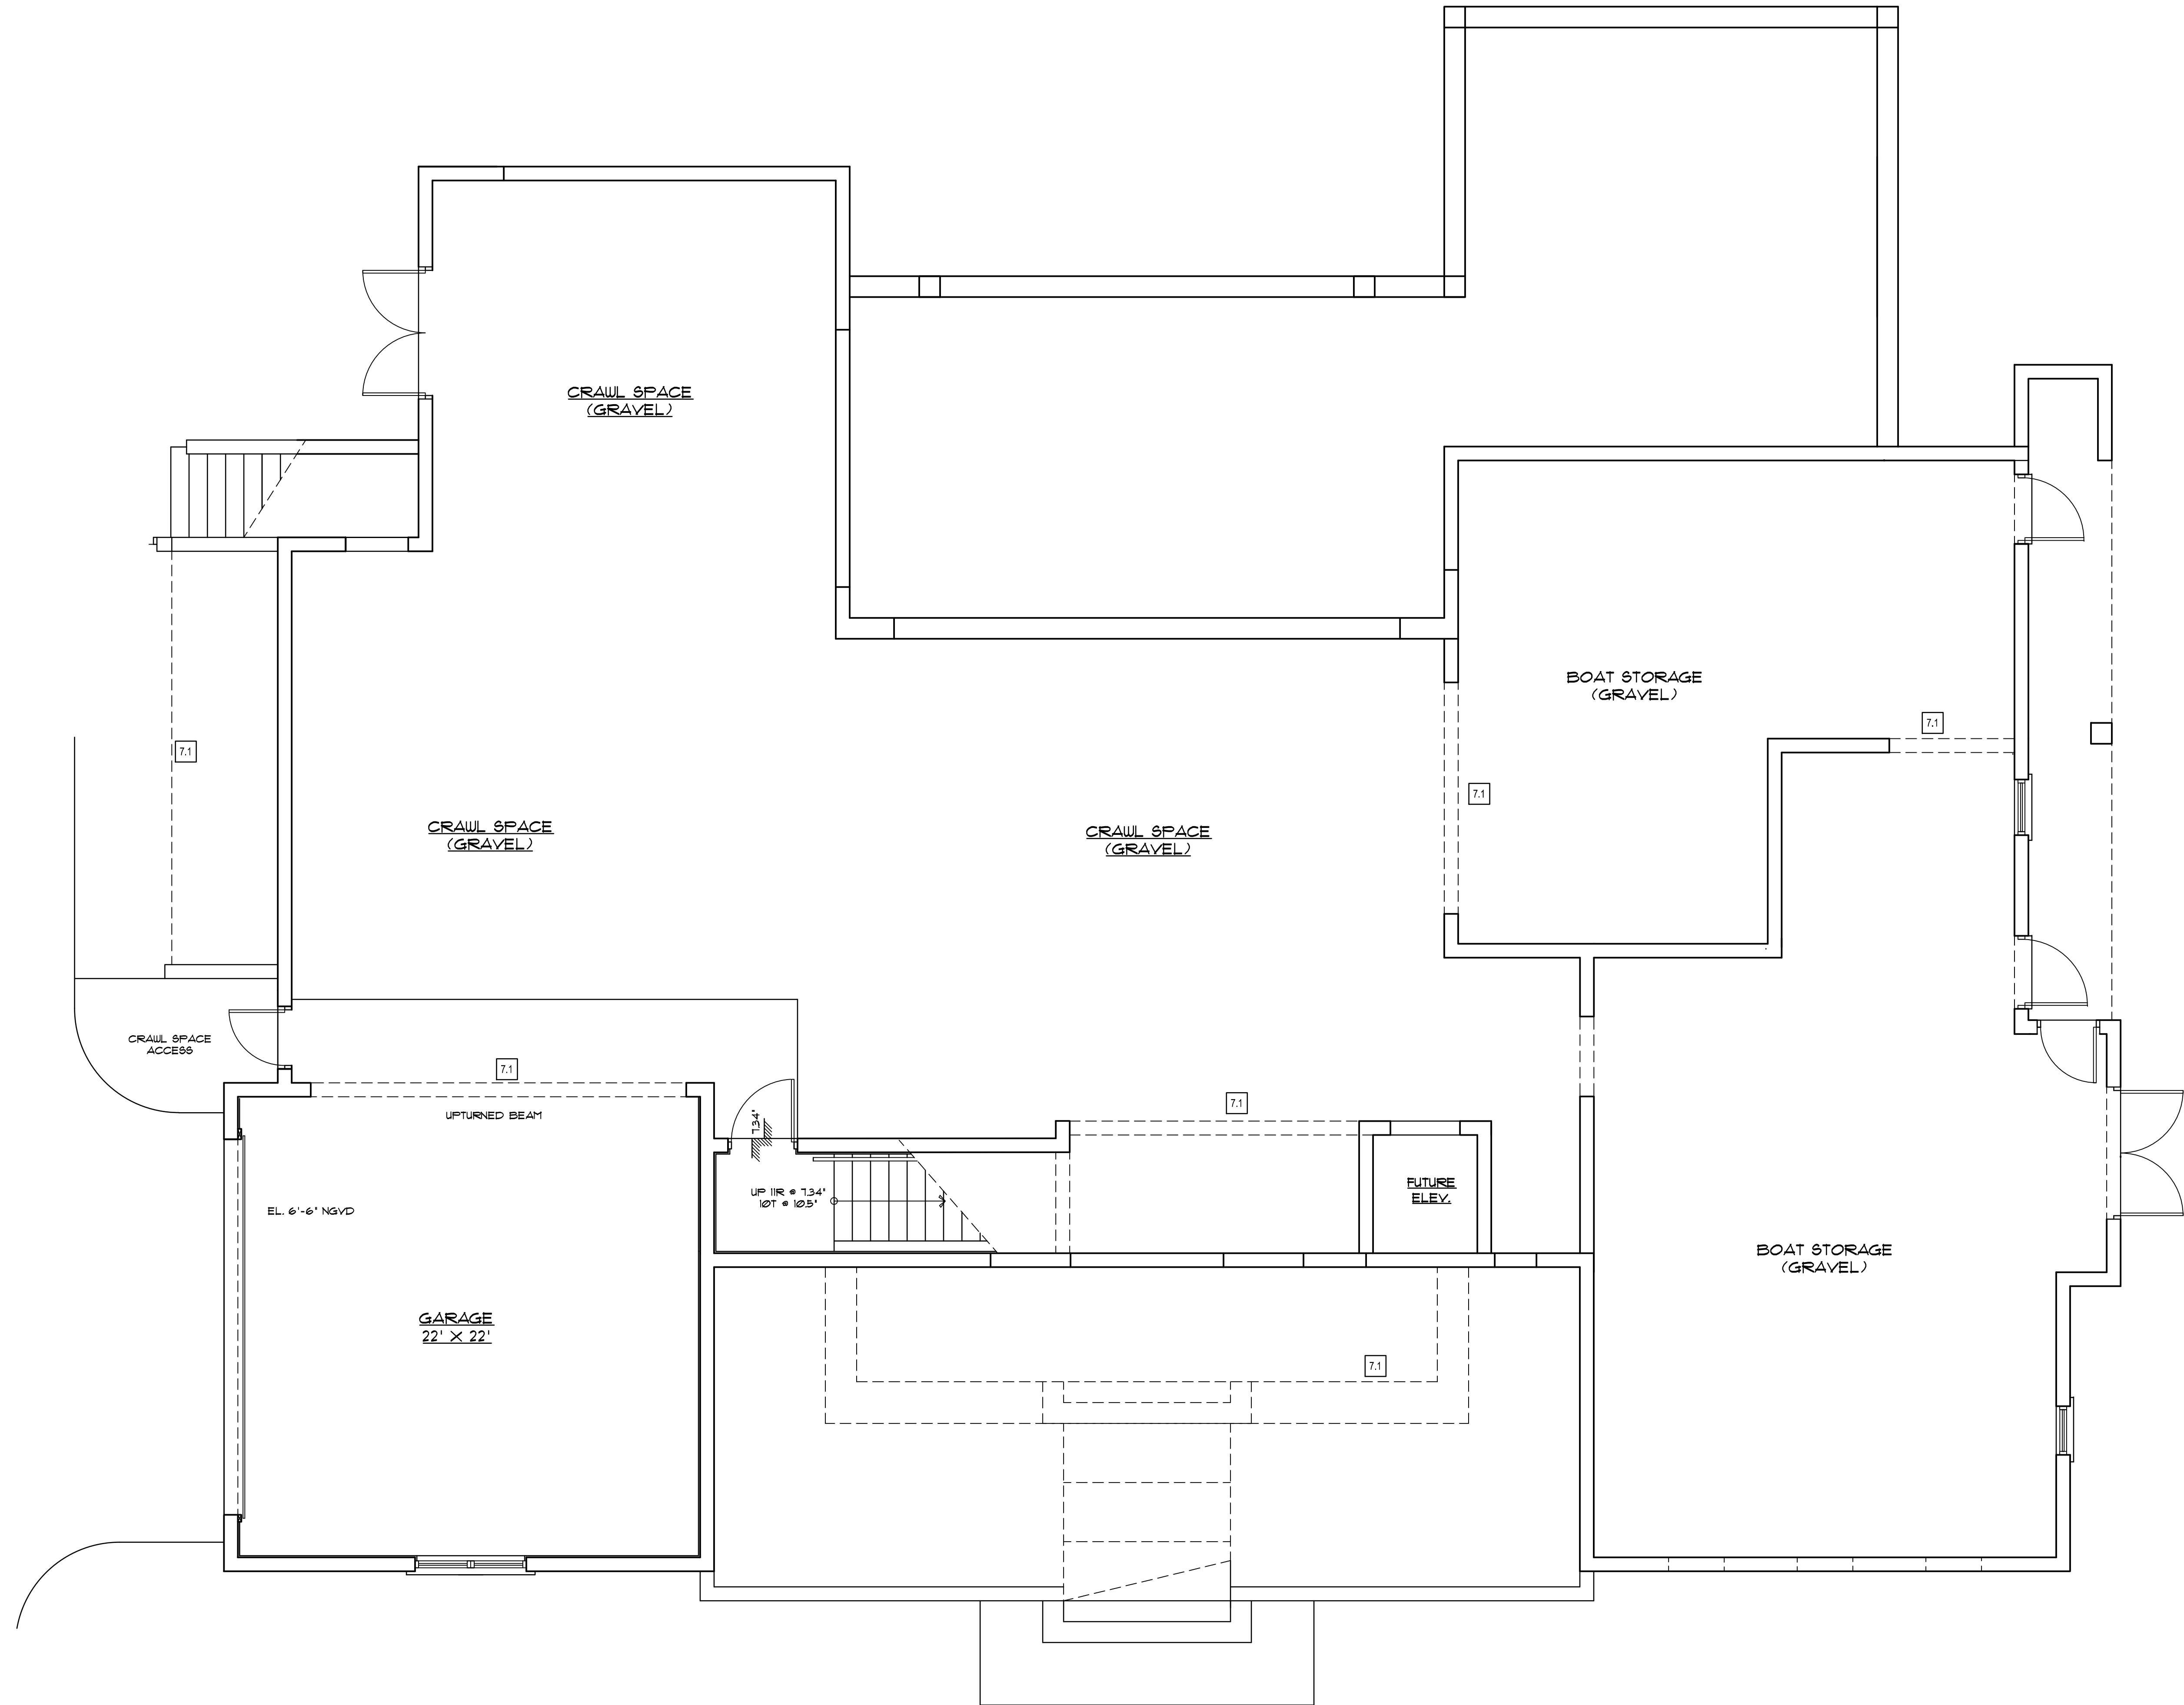 CRAWL SPACE
(GRAVEL)
BOAT STORAGE
(GRAVEL)
7.1
7.1
7.1
CRAWL SPACE
(GRAVEL)
CRAWL SPACE
(GRAVEL)
CRAWL SPACE
ACCESS
7.1
UPTURNED BEAM
7.34"
7.1
UP 11R @ 7.34"
10T @ 10.5"
FUTURE
ELEV.
EL. 6'-6" NGVD
BOAT STORAGE
(GRAVEL)
GARAGE
22' X 22'
7.1